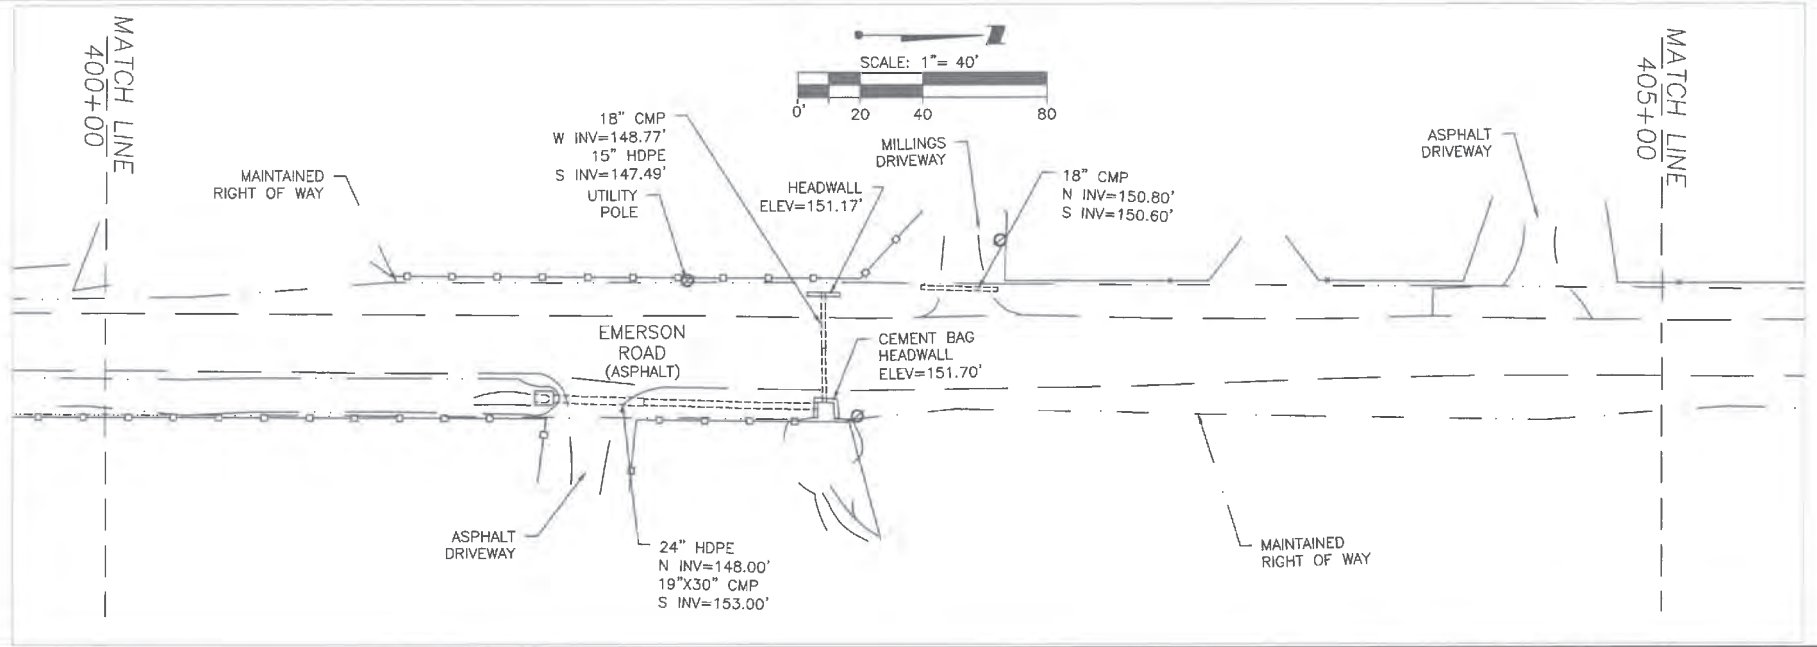 MATCH LINE
400+00
SCALE: 1"= 40'
0'
20
40
80
MATCH LINE
405+00
18" CMP
W INV=148.77'
15" HDPE
S INV=147.49'
UTILITY
POLE
MAINTAINED
RIGHT OF WAY
HEADWALL
ELEV=151.17'
MILLINGS
DRIVEWAY
18" CMP
N INV=150.80'
S INV=150.60'
ASPHALT
DRIVEWAY
EMERSON
ROAD
(ASPHALT)
CEMENT BAG
HEADWALL
ELEV=151.70'
ASPHALT
DRIVEWAY
24" HDPE
N INV=148.00'
19"X30" CMP
S INV=153.00'
MAINTAINED
RIGHT OF WAY